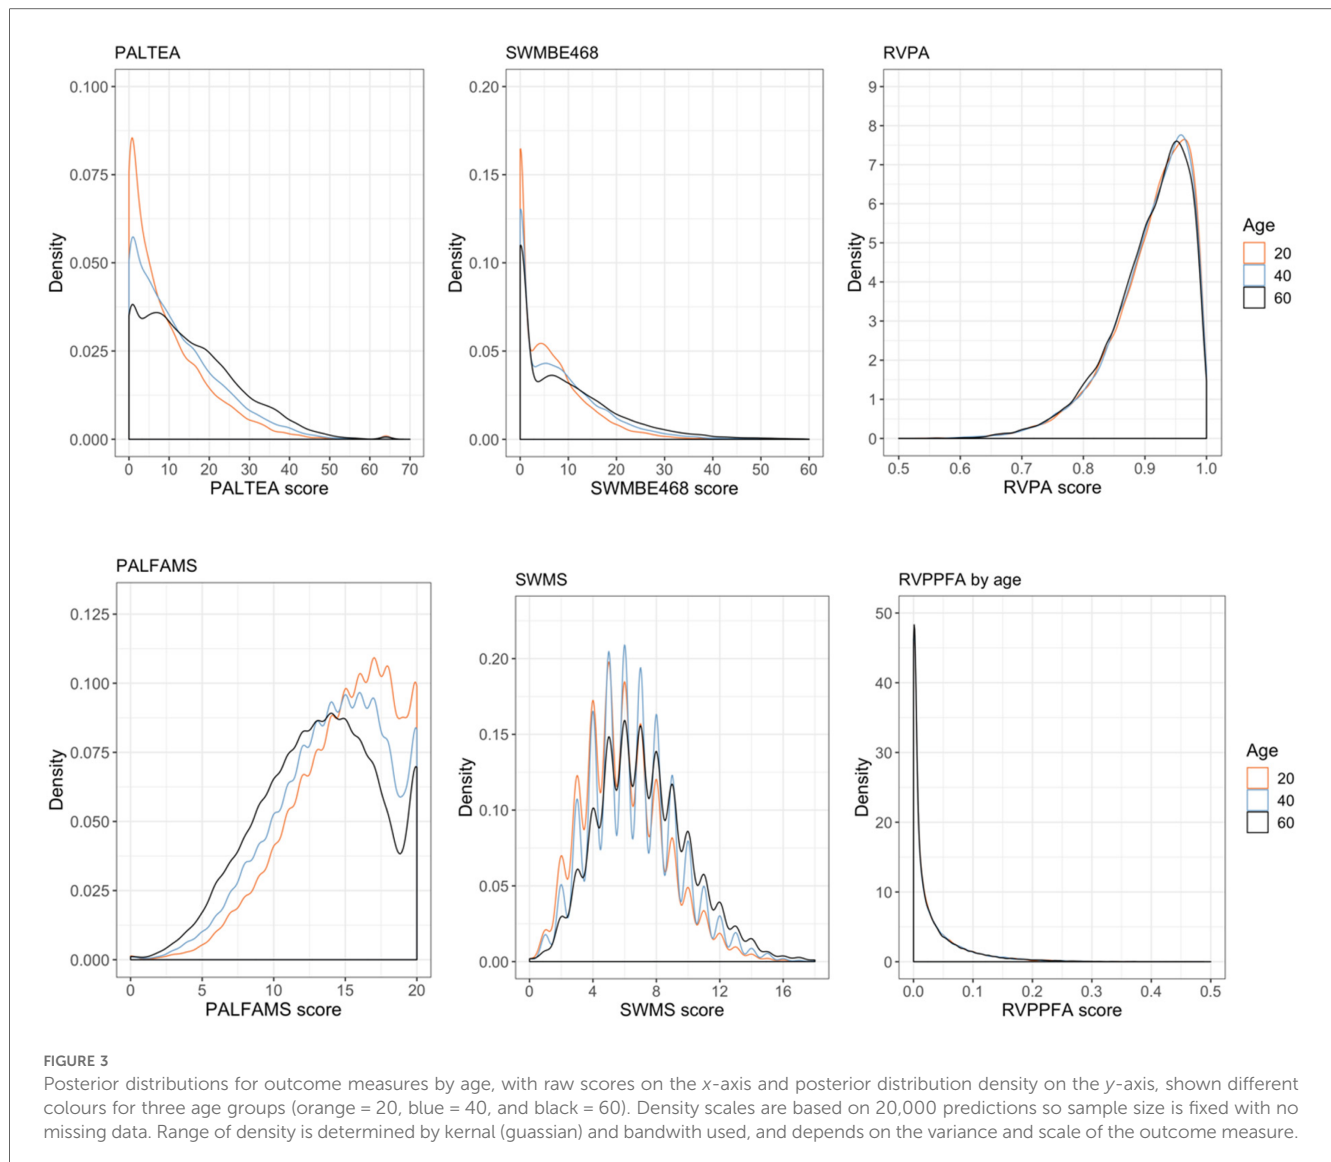 PALTEA
SWMBE468
RVPA
0.100
0.075
0.050
0.025
0.000
Density
0 10 20 30 40 50 60 70
PALTEA score
0.20
0.15
0.10
0.05
0.00
Density
0 10 20 30 40 50 60
SWMBE468 score
9
8
7
6
5
4
3
2
1
0
Density
0.5 0.6 0.7 0.8 0.9 1.0
RVPA score
Age
20
40
60
PALFAMS
SWMS
RVPPFA by age
0.125
0.100
0.075
0.050
0.025
0.000
Density
0 5 10 15 20
PALFAMS score
0.20
0.15
0.10
0.05
0.00
Density
0 4 8 12 16
SWMS score
50
40
30
20
10
0
Density
0.0 0.1 0.2 0.3 0.4 0.5
RVPPFA score
Age
20
40
60
FIGURE 3
Posterior distributions for outcome measures by age, with raw scores on the x-axis and posterior distribution density on the y-axis, shown different
colours for three age groups (orange = 20, blue = 40, and black = 60). Density scales are based on 20,000 predictions so sample size is fixed with no
missing data. Range of density is determined by kernal (guassian) and bandwith used, and depends on the variance and scale of the outcome measure.